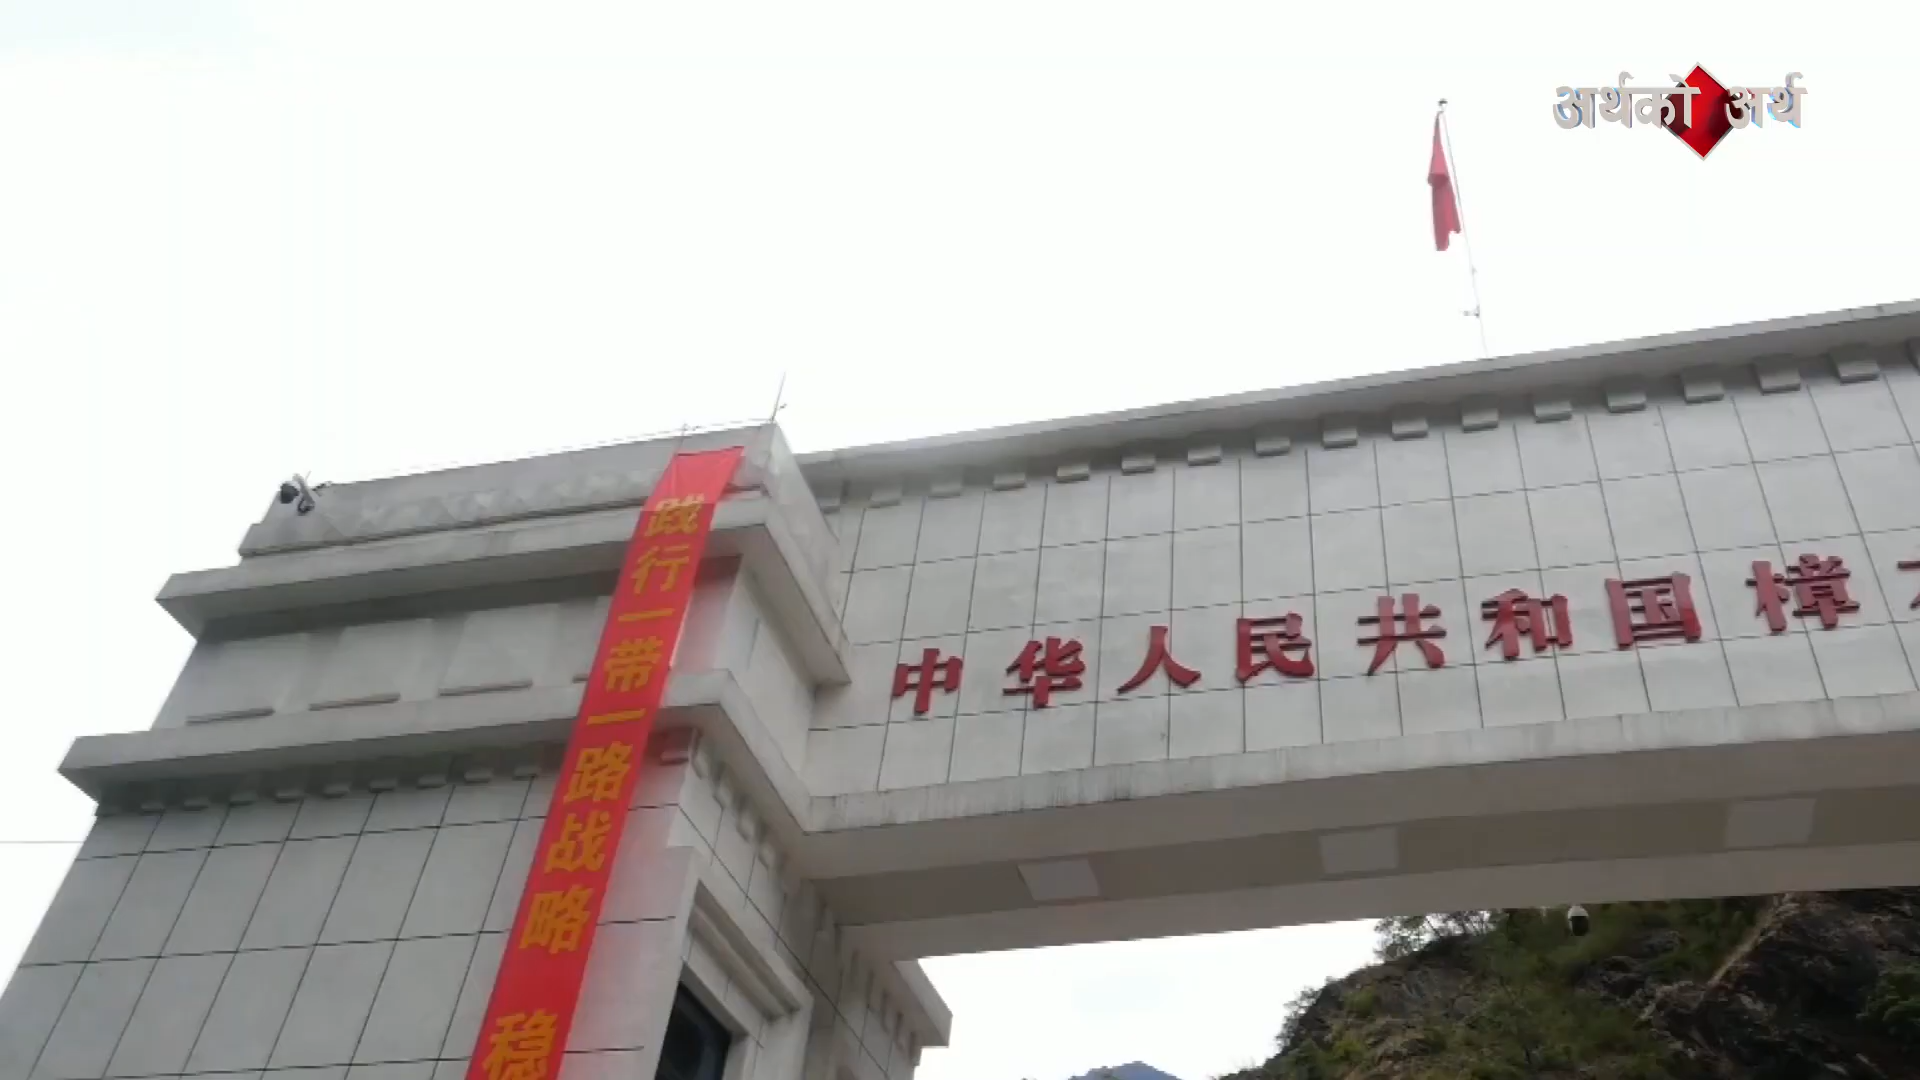 अर्थको अर्थ
中华人民共和国樟
践行一带一路战略 稳